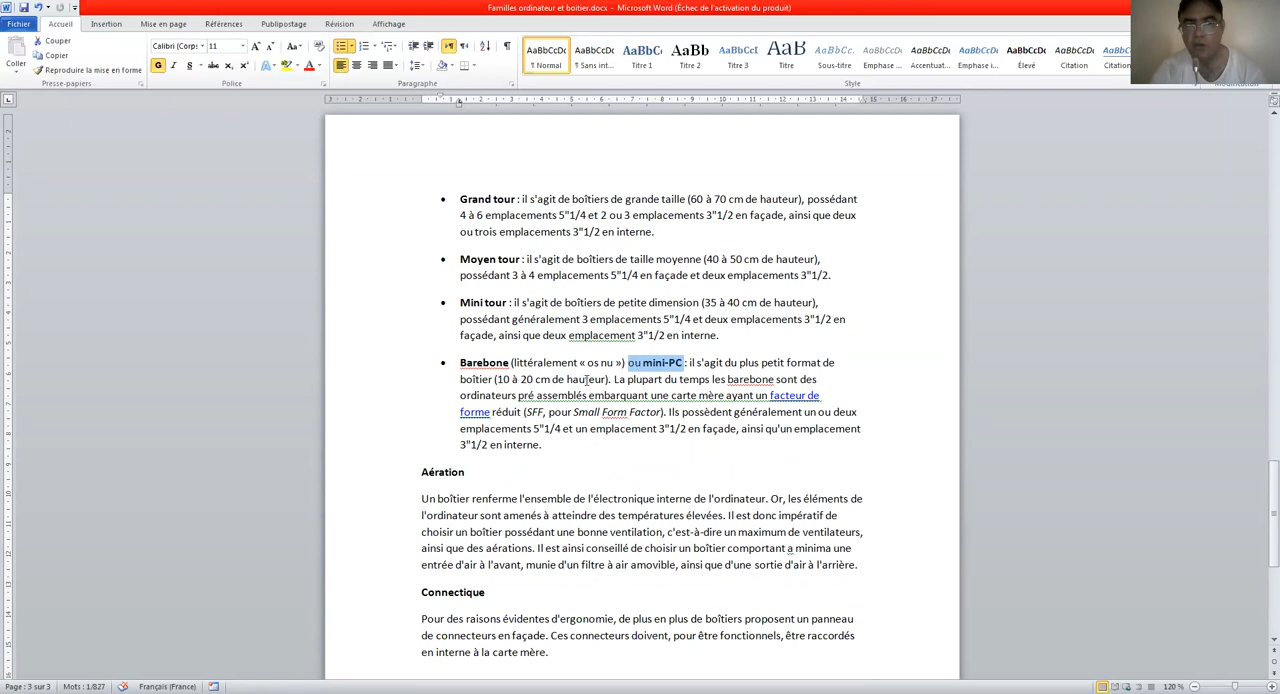 Familles ordinateur et boitier.docx - Microsoft Word (Échec de l'activation du produit)
Fichier Accueil Insertion Mise en page Références Publipostage Révision Affichage
Couper
Copier
Reproduire la mise en forme
Coller
Presse-papiers
Calibri (Corp 11
Police
Paragraphe
AaBbCcDc AaBbCcDc AaBbC AaBb AaBbCcI AaB AaBbCcL AaBbCcDc AaBbCcDc AaBbCcDc AaBbCcDc AaBbCcDc
¶ Normal ¶ Sans int... Titre 1 Titre 2 Titre 3 Titre Sous-titre Emphase ... Accentuat... Emphase i... Élevé Citation Citation i
Style
• Grand tour : il s'agit de boîtiers de grande taille (60 à 70 cm de hauteur), possédant
4 à 6 emplacements 5"1/4 et 2 ou 3 emplacements 3"1/2 en façade, ainsi que deux
ou trois emplacements 3"1/2 en interne.
• Moyen tour : il s'agit de boîtiers de taille moyenne (40 à 50 cm de hauteur),
possédant 3 à 4 emplacements 5"1/4 en façade et deux emplacements 3"1/2.
• Mini tour : il s'agit de boîtiers de petite dimension (35 à 40 cm de hauteur),
possédant généralement 3 emplacements 5"1/4 et deux emplacements 3"1/2 en
façade, ainsi que deux emplacement 3"1/2 en interne.
• Barebone (littéralement « os nu ») ou mini-PC : il s'agit du plus petit format de
boîtier (10 à 20 cm de hauteur). La plupart du temps les barebone sont des
ordinateurs pré assemblés embarquant une carte mère ayant un facteur de
forme réduit (SFF, pour Small Form Factor). Ils possèdent généralement un ou deux
emplacements 5"1/4 et un emplacement 3"1/2 en façade, ainsi qu'un emplacement
3"1/2 en interne.
Aération
Un boîtier renferme l'ensemble de l'électronique interne de l'ordinateur. Or, les éléments de
l'ordinateur sont amenés à atteindre des températures élevées. Il est donc impératif de
choisir un boîtier possédant une bonne ventilation, c'est-à-dire un maximum de ventilateurs,
ainsi que des aérations. Il est ainsi conseillé de choisir un boîtier comportant a minima une
entrée d'air à l'avant, munie d'un filtre à air amovible, ainsi que d'une sortie d'air à l'arrière.
Connectique
Pour des raisons évidentes d'ergonomie, de plus en plus de boîtiers proposent un panneau
de connecteurs en façade. Ces connecteurs doivent, pour être fonctionnels, être raccordés
en interne à la carte mère.
Page : 3 sur 3 Mots : 1/827 Français (France) 120 %